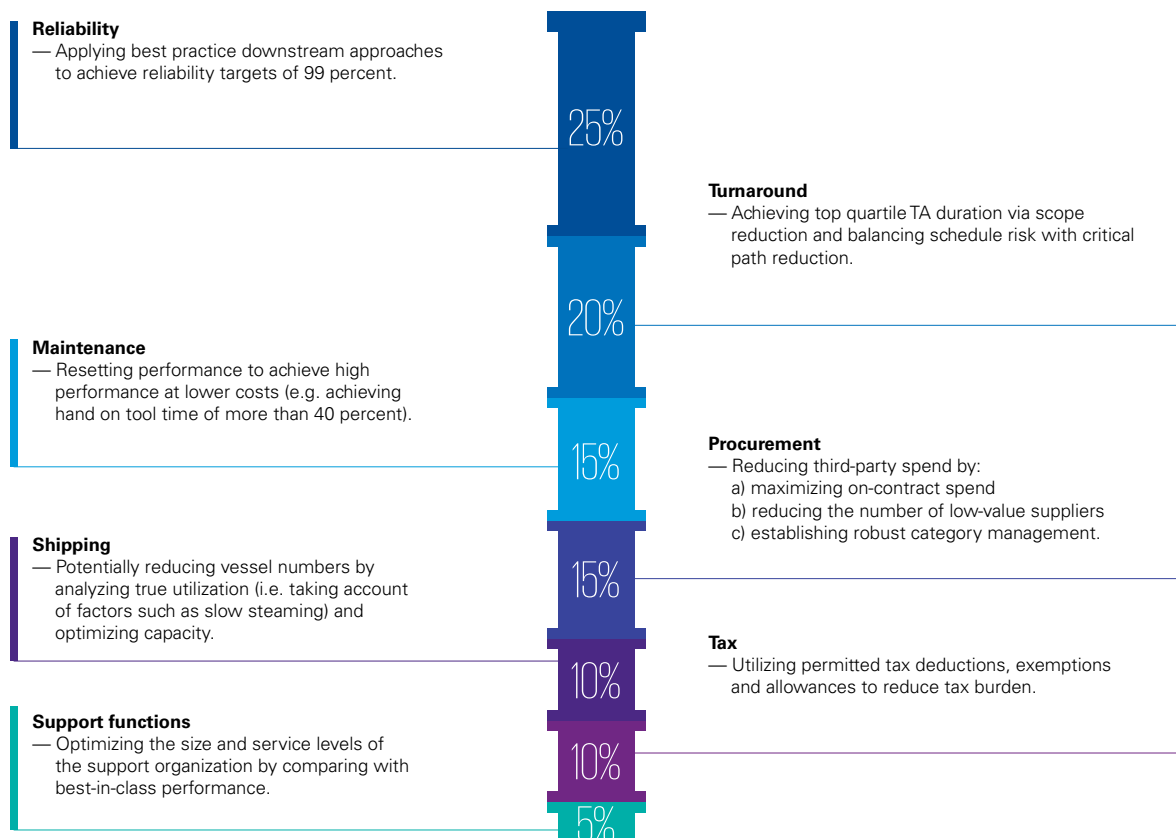 Reliability
— Applying best practice downstream approaches
to achieve reliability targets of 99 percent.
25%
Turnaround
— Achieving top quartile TA duration via scope
reduction and balancing schedule risk with critical
path reduction.
20%
Maintenance
— Resetting performance to achieve high
performance at lower costs (e.g. achieving
hand on tool time of more than 40 percent).
15%
Procurement
— Reducing third-party spend by:
a) maximizing on-contract spend
b) reducing the number of low-value suppliers
c) establishing robust category management.
15%
Shipping
— Potentially reducing vessel numbers by
analyzing true utilization (i.e. taking account
of factors such as slow steaming) and
optimizing capacity.
10%
Tax
— Utilizing permitted tax deductions, exemptions
and allowances to reduce tax burden.
10%
Support functions
— Optimizing the size and service levels of
the support organization by comparing with
best-in-class performance.
5%